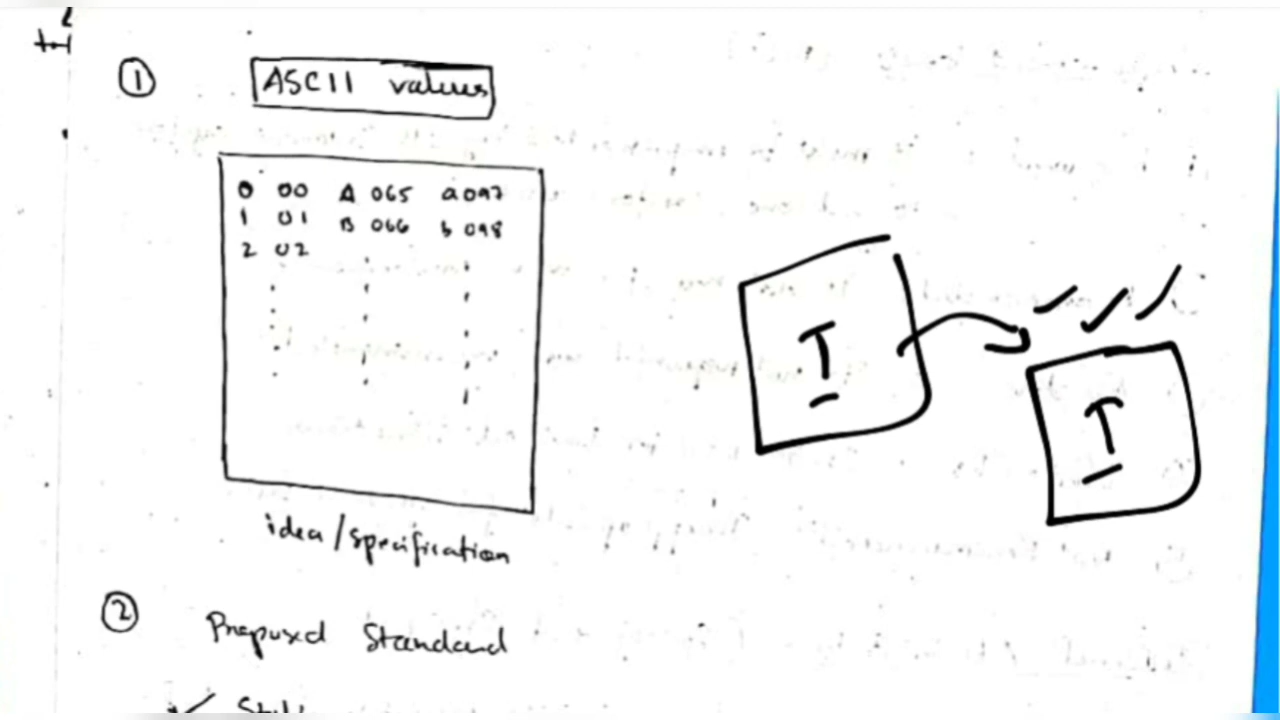 ①
ASCII values
0 00 A 065 a 097
1 01 B 066 b 098
2 02
idea/specification
I
I
②
Proposed Standard